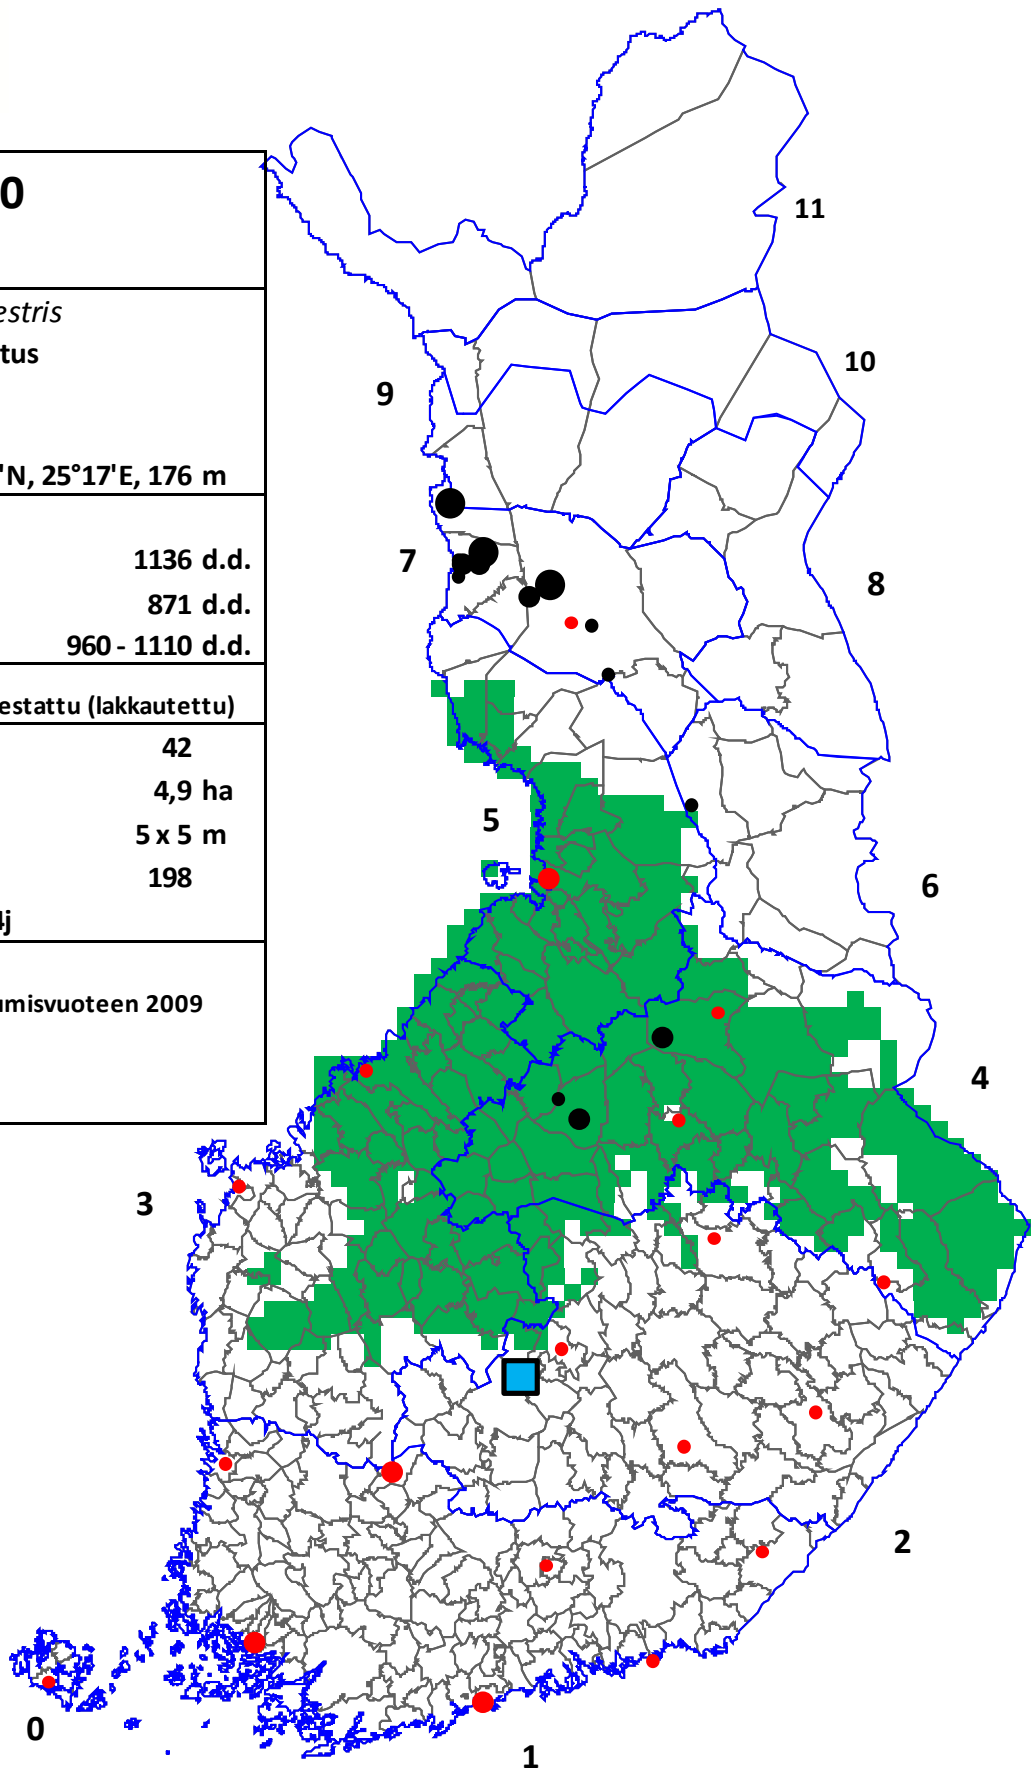 0
estris
tus
'N, 25°17'E, 176 m
1136 d.d.
871 d.d.
960 - 1110 d.d.
estattu (lakkautettu)
42
4,9 ha
5 x 5 m
198
4j
umisvuoteen 2009
11
10
9
8
7
6
5
4
3
2
1
0